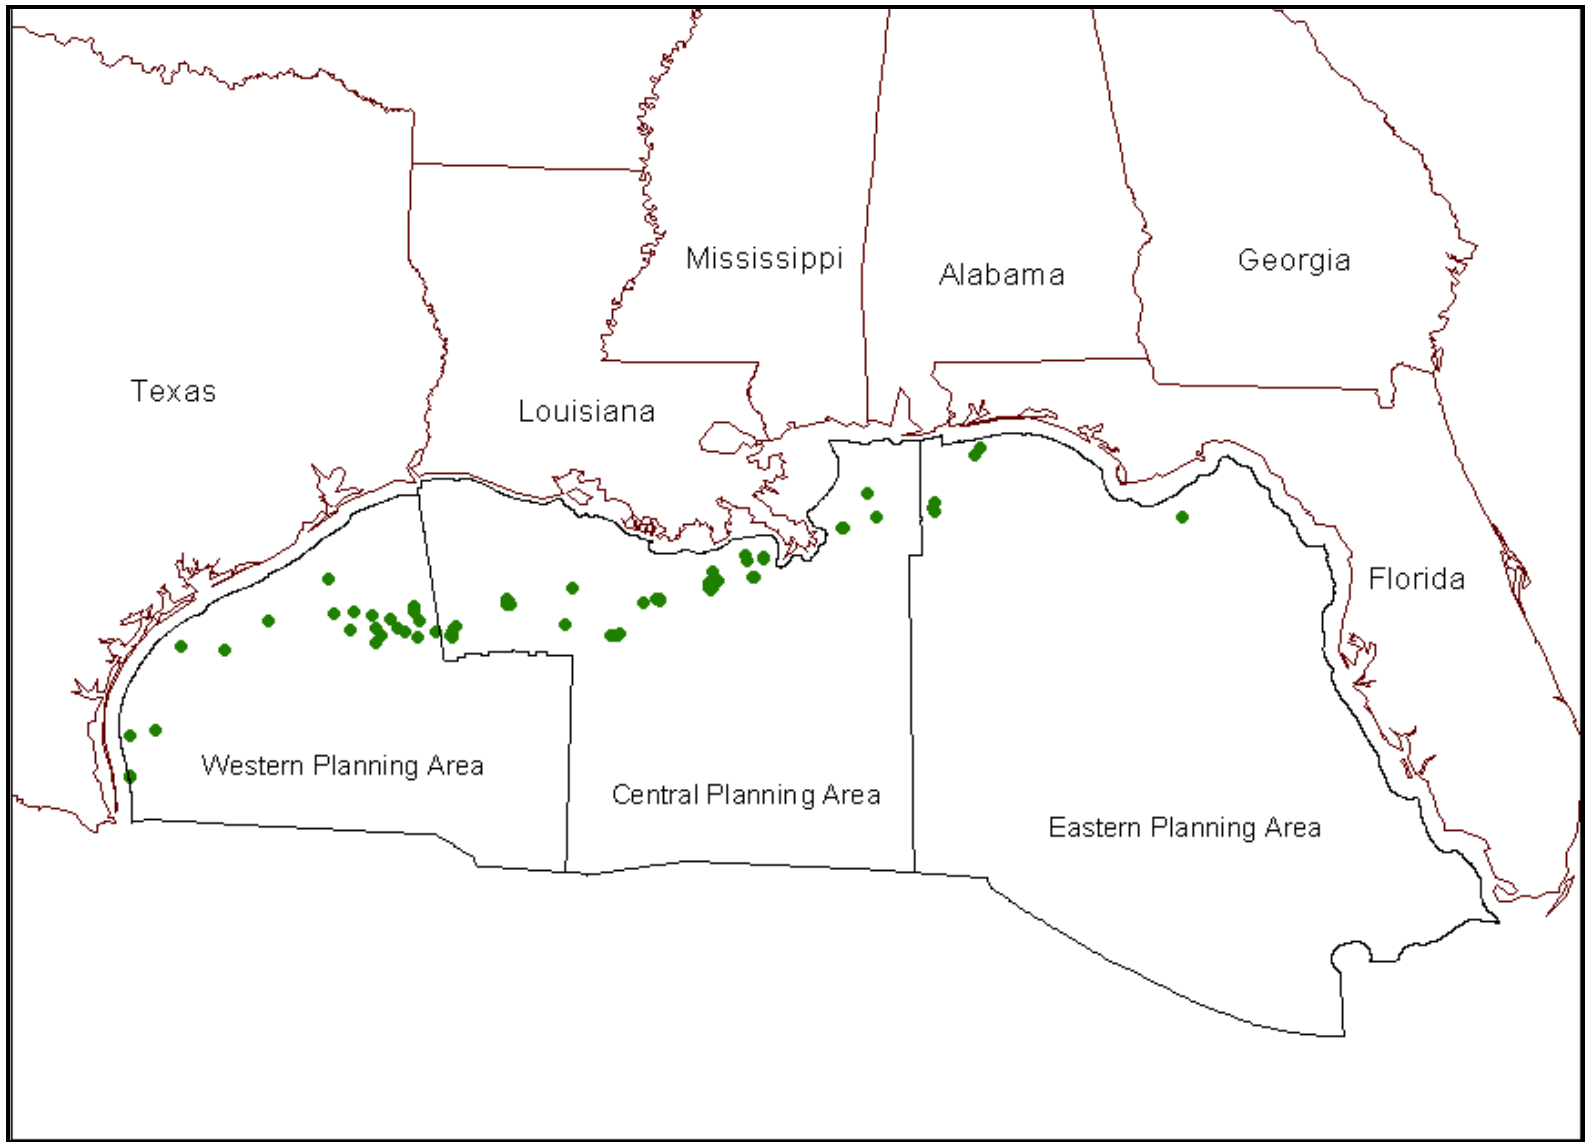 Mississippi
Alabama
Georgia
Texas
Louisiana
Florida
Western Planning Area
Central Planning Area
Eastern Planning Area